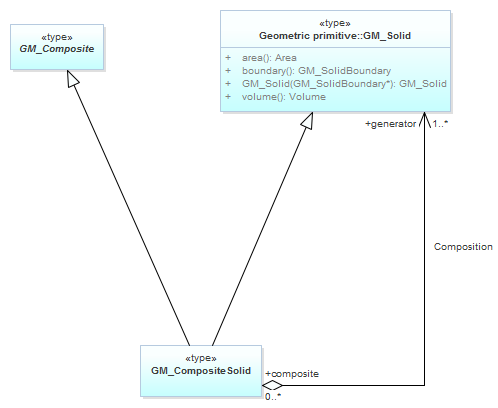 «type»
GM_Composite
«type»
Geometric primitive::GM_Solid
+ area(): Area
+ boundary(): GM_SolidBoundary
+ GM_Solid(GM_SolidBoundary*): GM_Solid
+ volume(): Volume
+generator 1..*
Composition
«type»
GM_CompositeSolid
+composite
0..*